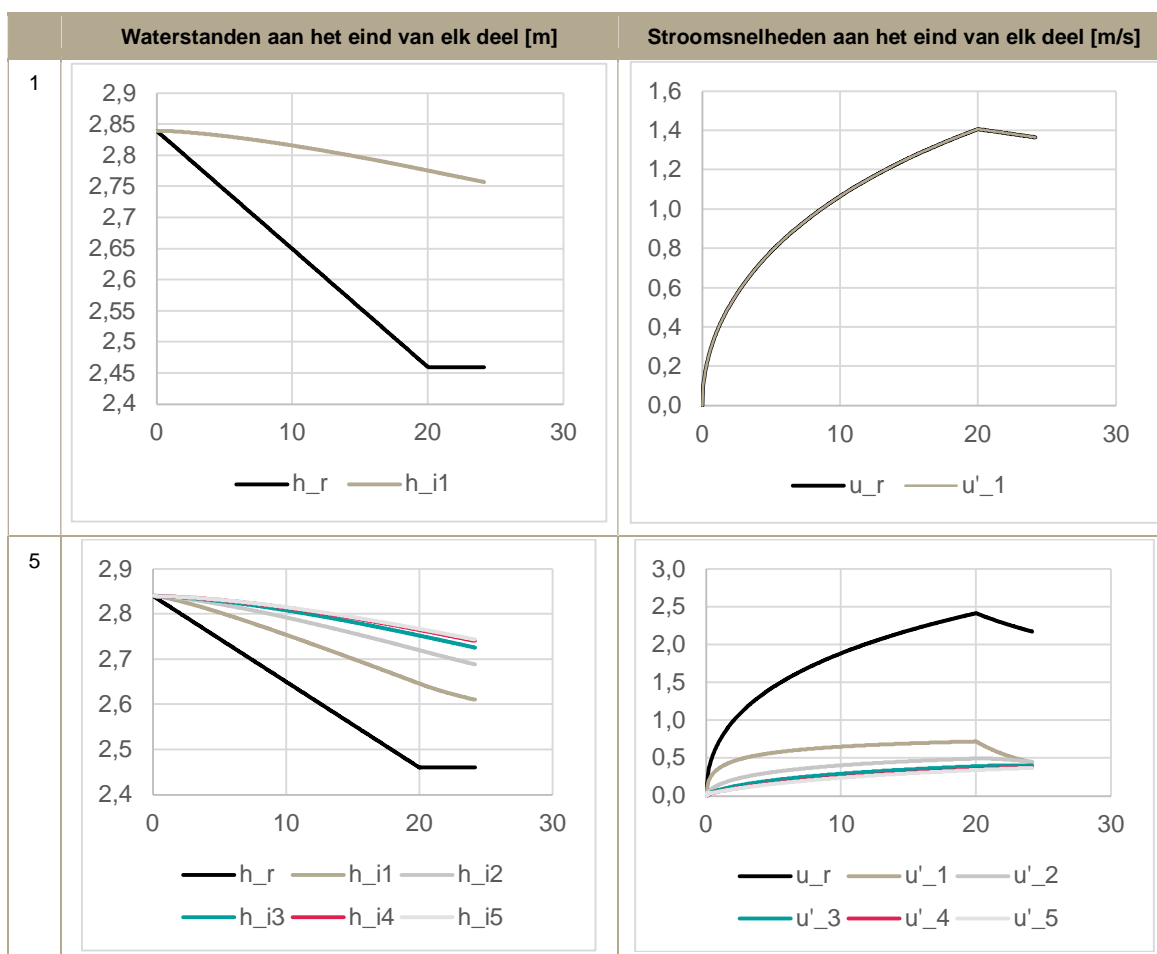 Waterstanden aan het eind van elk deel [m]
Stroomsnelheden aan het eind van elk deel [m/s]
1
2,9
2,85
2,8
2,75
2,7
2,65
2,6
2,55
2,5
2,45
2,4
0 10 20 30
h_r h_i1
1,6
1,4
1,2
1,0
0,8
0,6
0,4
0,2
0,0
0 10 20 30
u_r u'_1
5
2,9
2,8
2,7
2,6
2,5
2,4
0 10 20 30
h_r h_i1 h_i2
h_i3 h_i4 h_i5
3,0
2,5
2,0
1,5
1,0
0,5
0,0
0 10 20 30
u_r u'_1 u'_2
u'_3 u'_4 u'_5